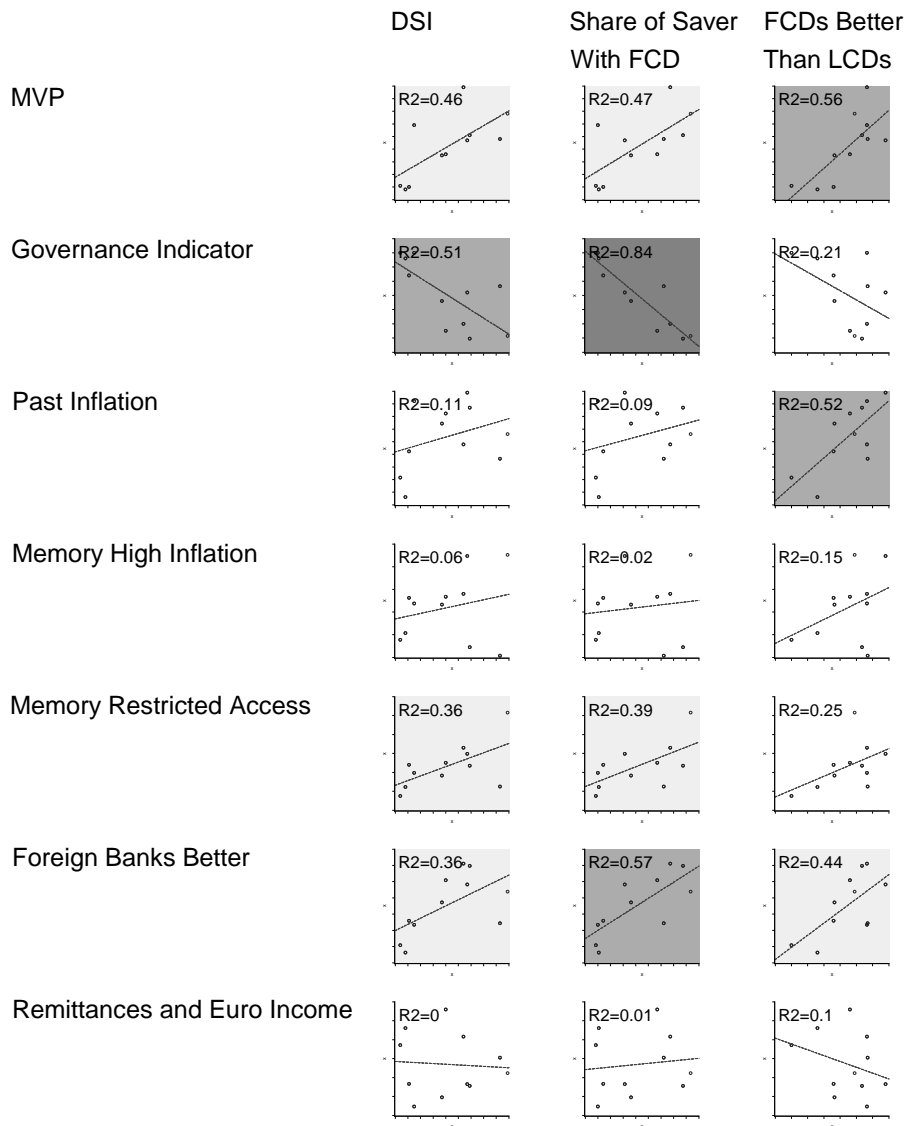 DSI Share of Saver FCDs Better
With FCD Than LCDs
MVP R2=0.46 R2=0.47 R2=0.56
Governance Indicator R2=0.51 R2=0.84 R2=0.21
Past Inflation R2=0.11 R2=0.09 R2=0.52
Memory High Inflation R2=0.06 R2=0.02 R2=0.15
Memory Restricted Access R2=0.36 R2=0.39 R2=0.25
Foreign Banks Better R2=0.36 R2=0.57 R2=0.44
Remittances and Euro Income R2=0 R2=0.01 R2=0.1